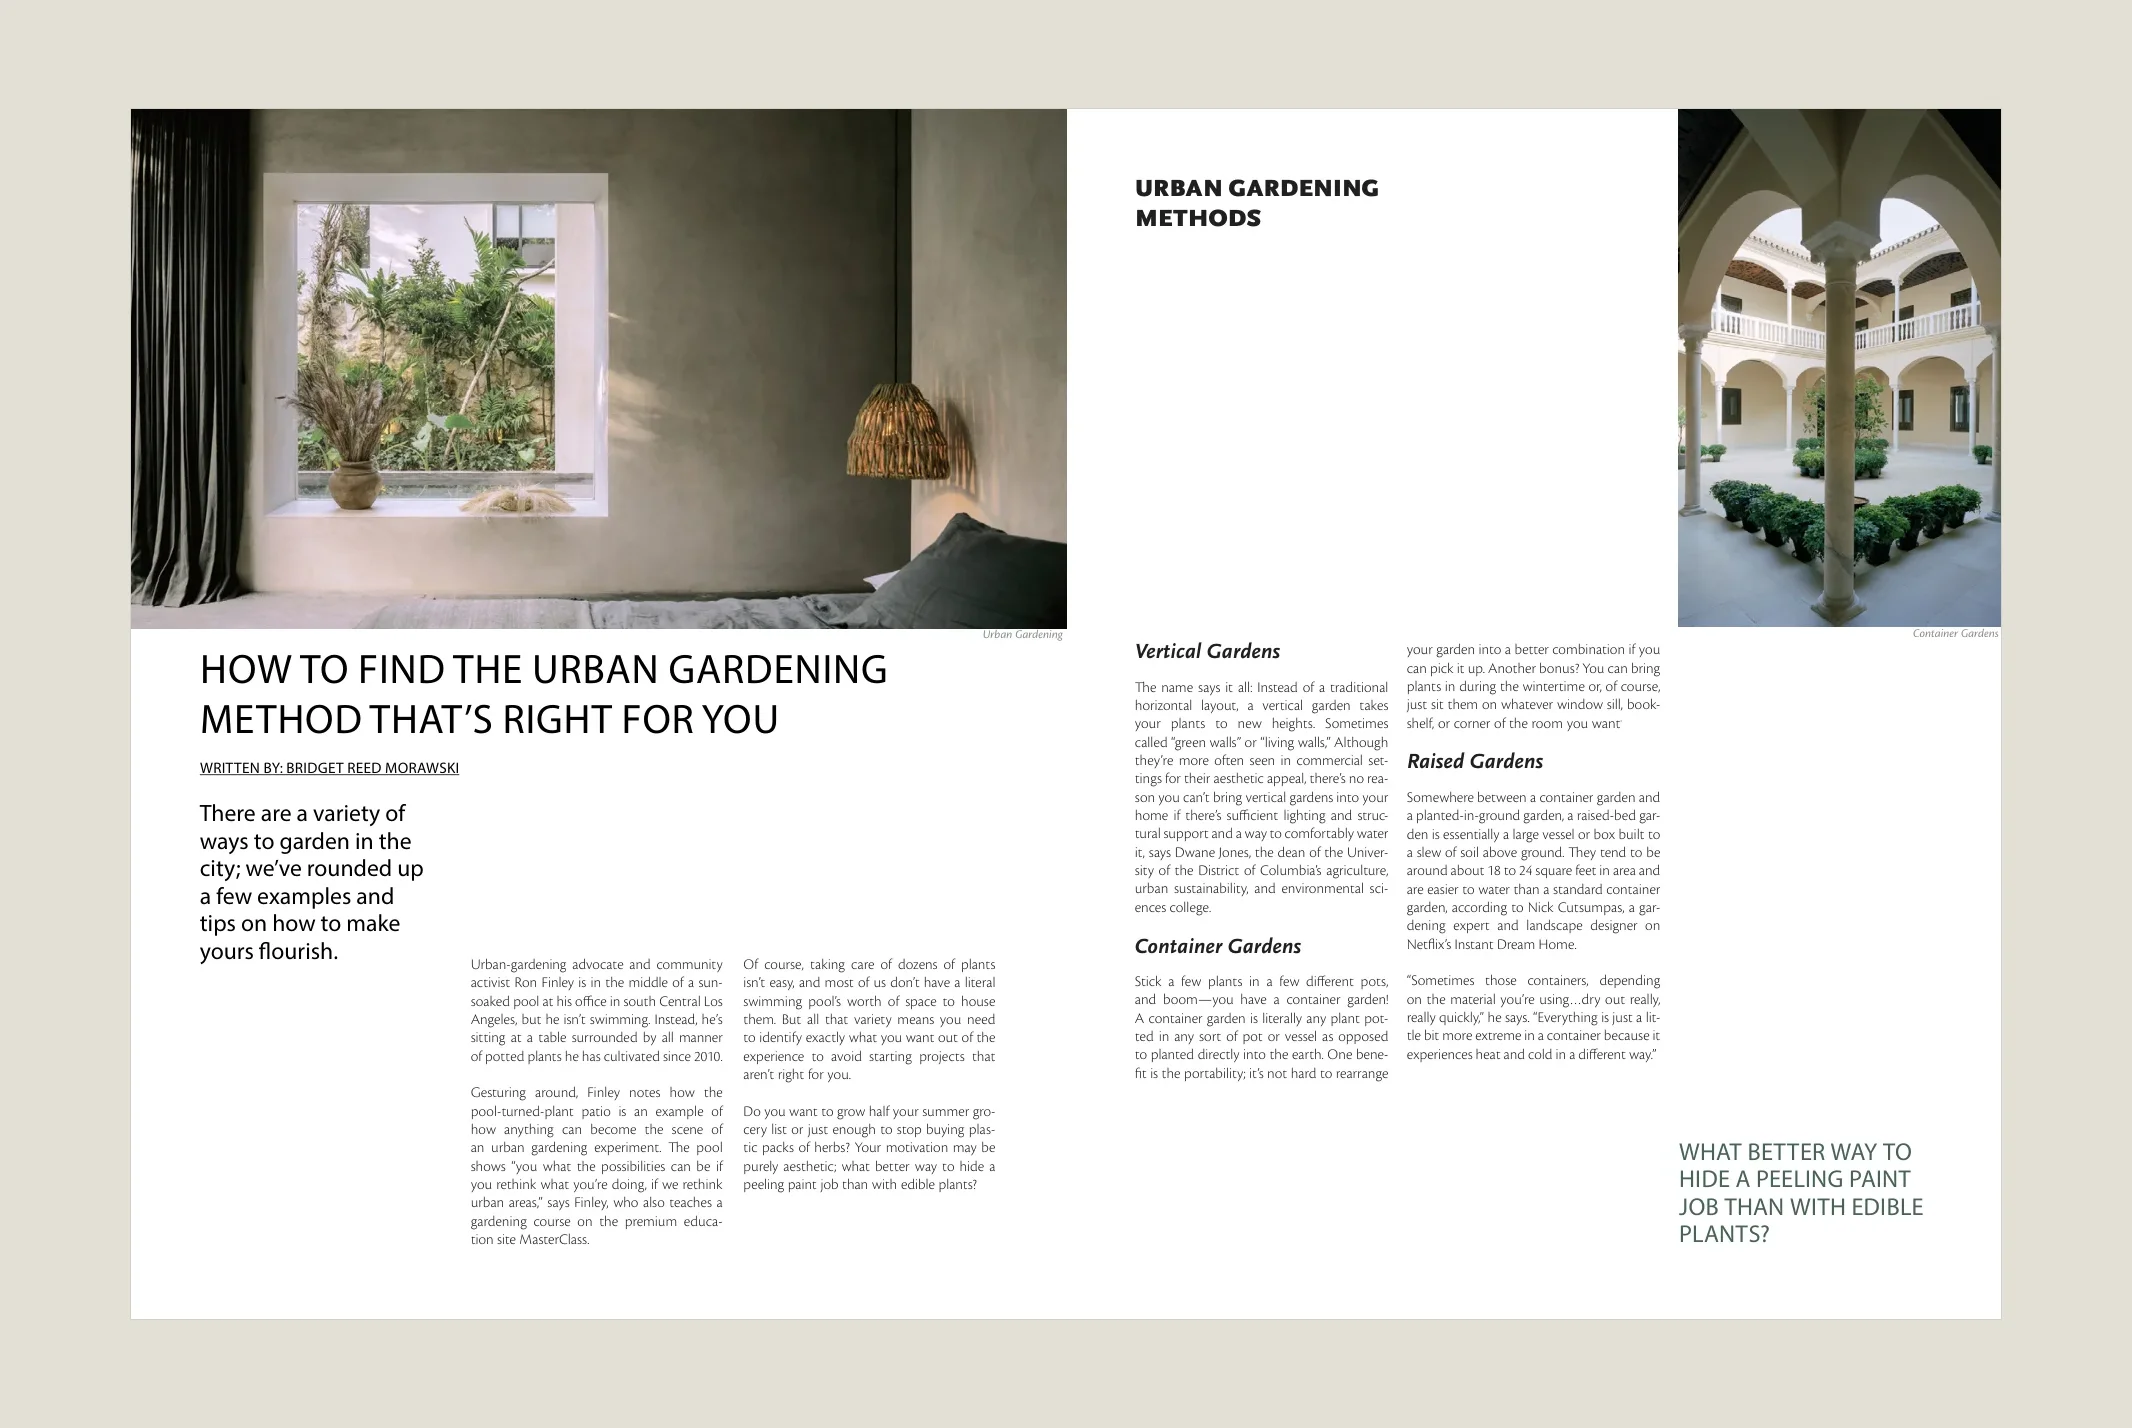 Urban Gardening
HOW TO FIND THE URBAN GARDENING
METHOD THAT'S RIGHT FOR YOU
WRITTEN BY: BRIDGET REED MORAWSKI
There are a variety of
ways to garden in the
city; we've rounded up
a few examples and
tips on how to make
yours flourish.
Urban-gardening advocate and community
activist Ron Finley is in the middle of a sun-
soaked pool at his office in south Central Los
Angeles, but he isn't swimming. Instead, he's
sitting at a table surrounded by all manner
of potted plants he has cultivated since 2010.
Gesturing around, Finley notes how the
pool-turned-plant patio is an example of
how anything can become the scene of
an urban gardening experiment. The pool
shows “you what the possibilities can be if
you rethink what you're doing, if we rethink
urban areas,” says Finley, who also teaches a
gardening course on the premium educa-
tion site MasterClass.
Of course, taking care of dozens of plants
isn't easy, and most of us don't have a literal
swimming pool's worth of space to house
them. But all that variety means you need
to identify exactly what you want out of the
experience to avoid starting projects that
aren't right for you.
Do you want to grow half your summer gro-
cery list or just enough to stop buying plas-
tic packs of herbs? Your motivation may be
purely aesthetic; what better way to hide a
peeling paint job than with edible plants?
URBAN GARDENING
METHODS
Container Gardens
Vertical Gardens
The name says it all: Instead of a traditional
horizontal layout, a vertical garden takes
your plants to new heights. Sometimes
called “green walls” or “living walls,” Although
they're more often seen in commercial set-
tings for their aesthetic appeal, there's no rea-
son you can't bring vertical gardens into your
home if there's sufficient lighting and struc-
tural support and a way to comfortably water
it, says Dwane Jones, the dean of the Univer-
sity of the District of Columbia's agriculture,
urban sustainability, and environmental sci-
ences college.
Container Gardens
Stick a few plants in a few different pots,
and boom—you have a container garden!
A container garden is literally any plant pot-
ted in any sort of pot or vessel as opposed
to planted directly into the earth. One bene-
fit is the portability; it's not hard to rearrange
your garden into a better combination if you
can pick it up. Another bonus? You can bring
plants in during the wintertime or, of course,
just sit them on whatever window sill, book-
shelf, or corner of the room you want
Raised Gardens
Somewhere between a container garden and
a planted-in-ground garden, a raised-bed gar-
den is essentially a large vessel or box built to
a slew of soil above ground. They tend to be
around about 18 to 24 square feet in area and
are easier to water than a standard container
garden, according to Nick Cutsumpas, a gar-
dening expert and landscape designer on
Netflix's Instant Dream Home.
“Sometimes those containers, depending
on the material you're using…dry out really,
really quickly,” he says. “Everything is just a lit-
tle bit more extreme in a container because it
experiences heat and cold in a different way.”
WHAT BETTER WAY TO
HIDE A PEELING PAINT
JOB THAN WITH EDIBLE
PLANTS?